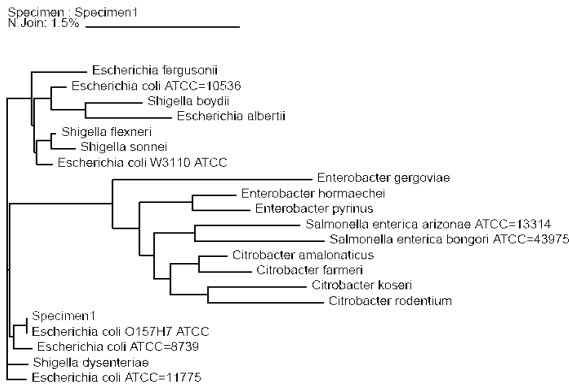 Specimen : Specimen1
N.Join: 1.5%
Escherichia fergusonii
Escherichia coli ATCC=10536
Shigella boydii
Escherichia albertii
Shigella flexneri
Shigella sonnei
Escherichia coli W3110 ATCC
Enterobacter gergoviae
Enterobacter hormaechei
Enterobacter pyrinus
Salmonella enterica arizonae ATCC=13314
Salmonella enterica bongori ATCC=43975
Citrobacter amalonaticus
Citrobacter farmeri
Citrobacter koseri
Citrobacter rodentium
Specimen1
Escherichia coli O157H7 ATCC
Escherichia coli ATCC=8739
Shigella dysenteriae
Escherichia coli ATCC=11775